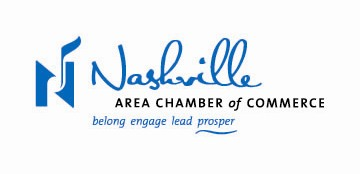 Nashville
AREA CHAMBER of COMMERCE
belong engage lead prosper